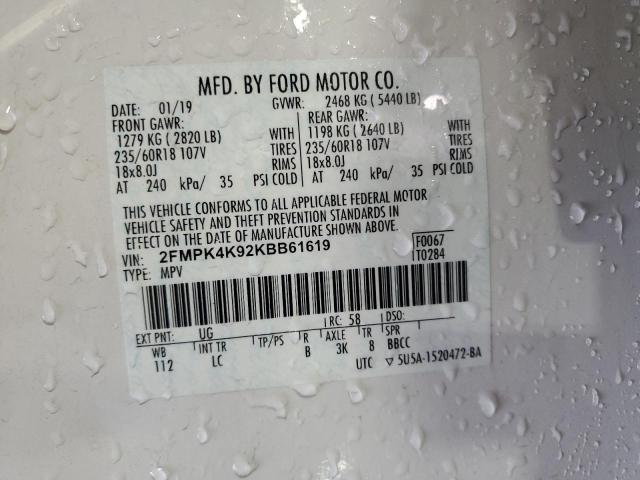 MFD. BY FORD MOTOR CO.
DATE: 01/19 GVWR: 2468 KG ( 5440 LB)
FRONT GAWR: REAR GAWR:
1279 KG ( 2820 LB) WITH 1198 KG ( 2640 LB) WITH
235/60R18 107V TIRES 235/60R18 107V TIRES
18x8.0J RIMS 18x8.0J RIMS
AT 240 kPa/ 35 PSI COLD AT 240 kPa/ 35 PSI COLD
THIS VEHICLE CONFORMS TO ALL APPLICABLE FEDERAL MOTOR
VEHICLE SAFETY AND THEFT PREVENTION STANDARDS IN
EFFECT ON THE DATE OF MANUFACTURE SHOWN ABOVE.
VIN: 2FMPK4K92KBB61619 F0067
TYPE: MPV T0284
EXT PNT: UG RC: 58 DSO:
WB INT TR TP/PS R AXLE TR SPR
112 LC B 3K 8 BBCC
UTC ▽ 5U5A-1520472-BA